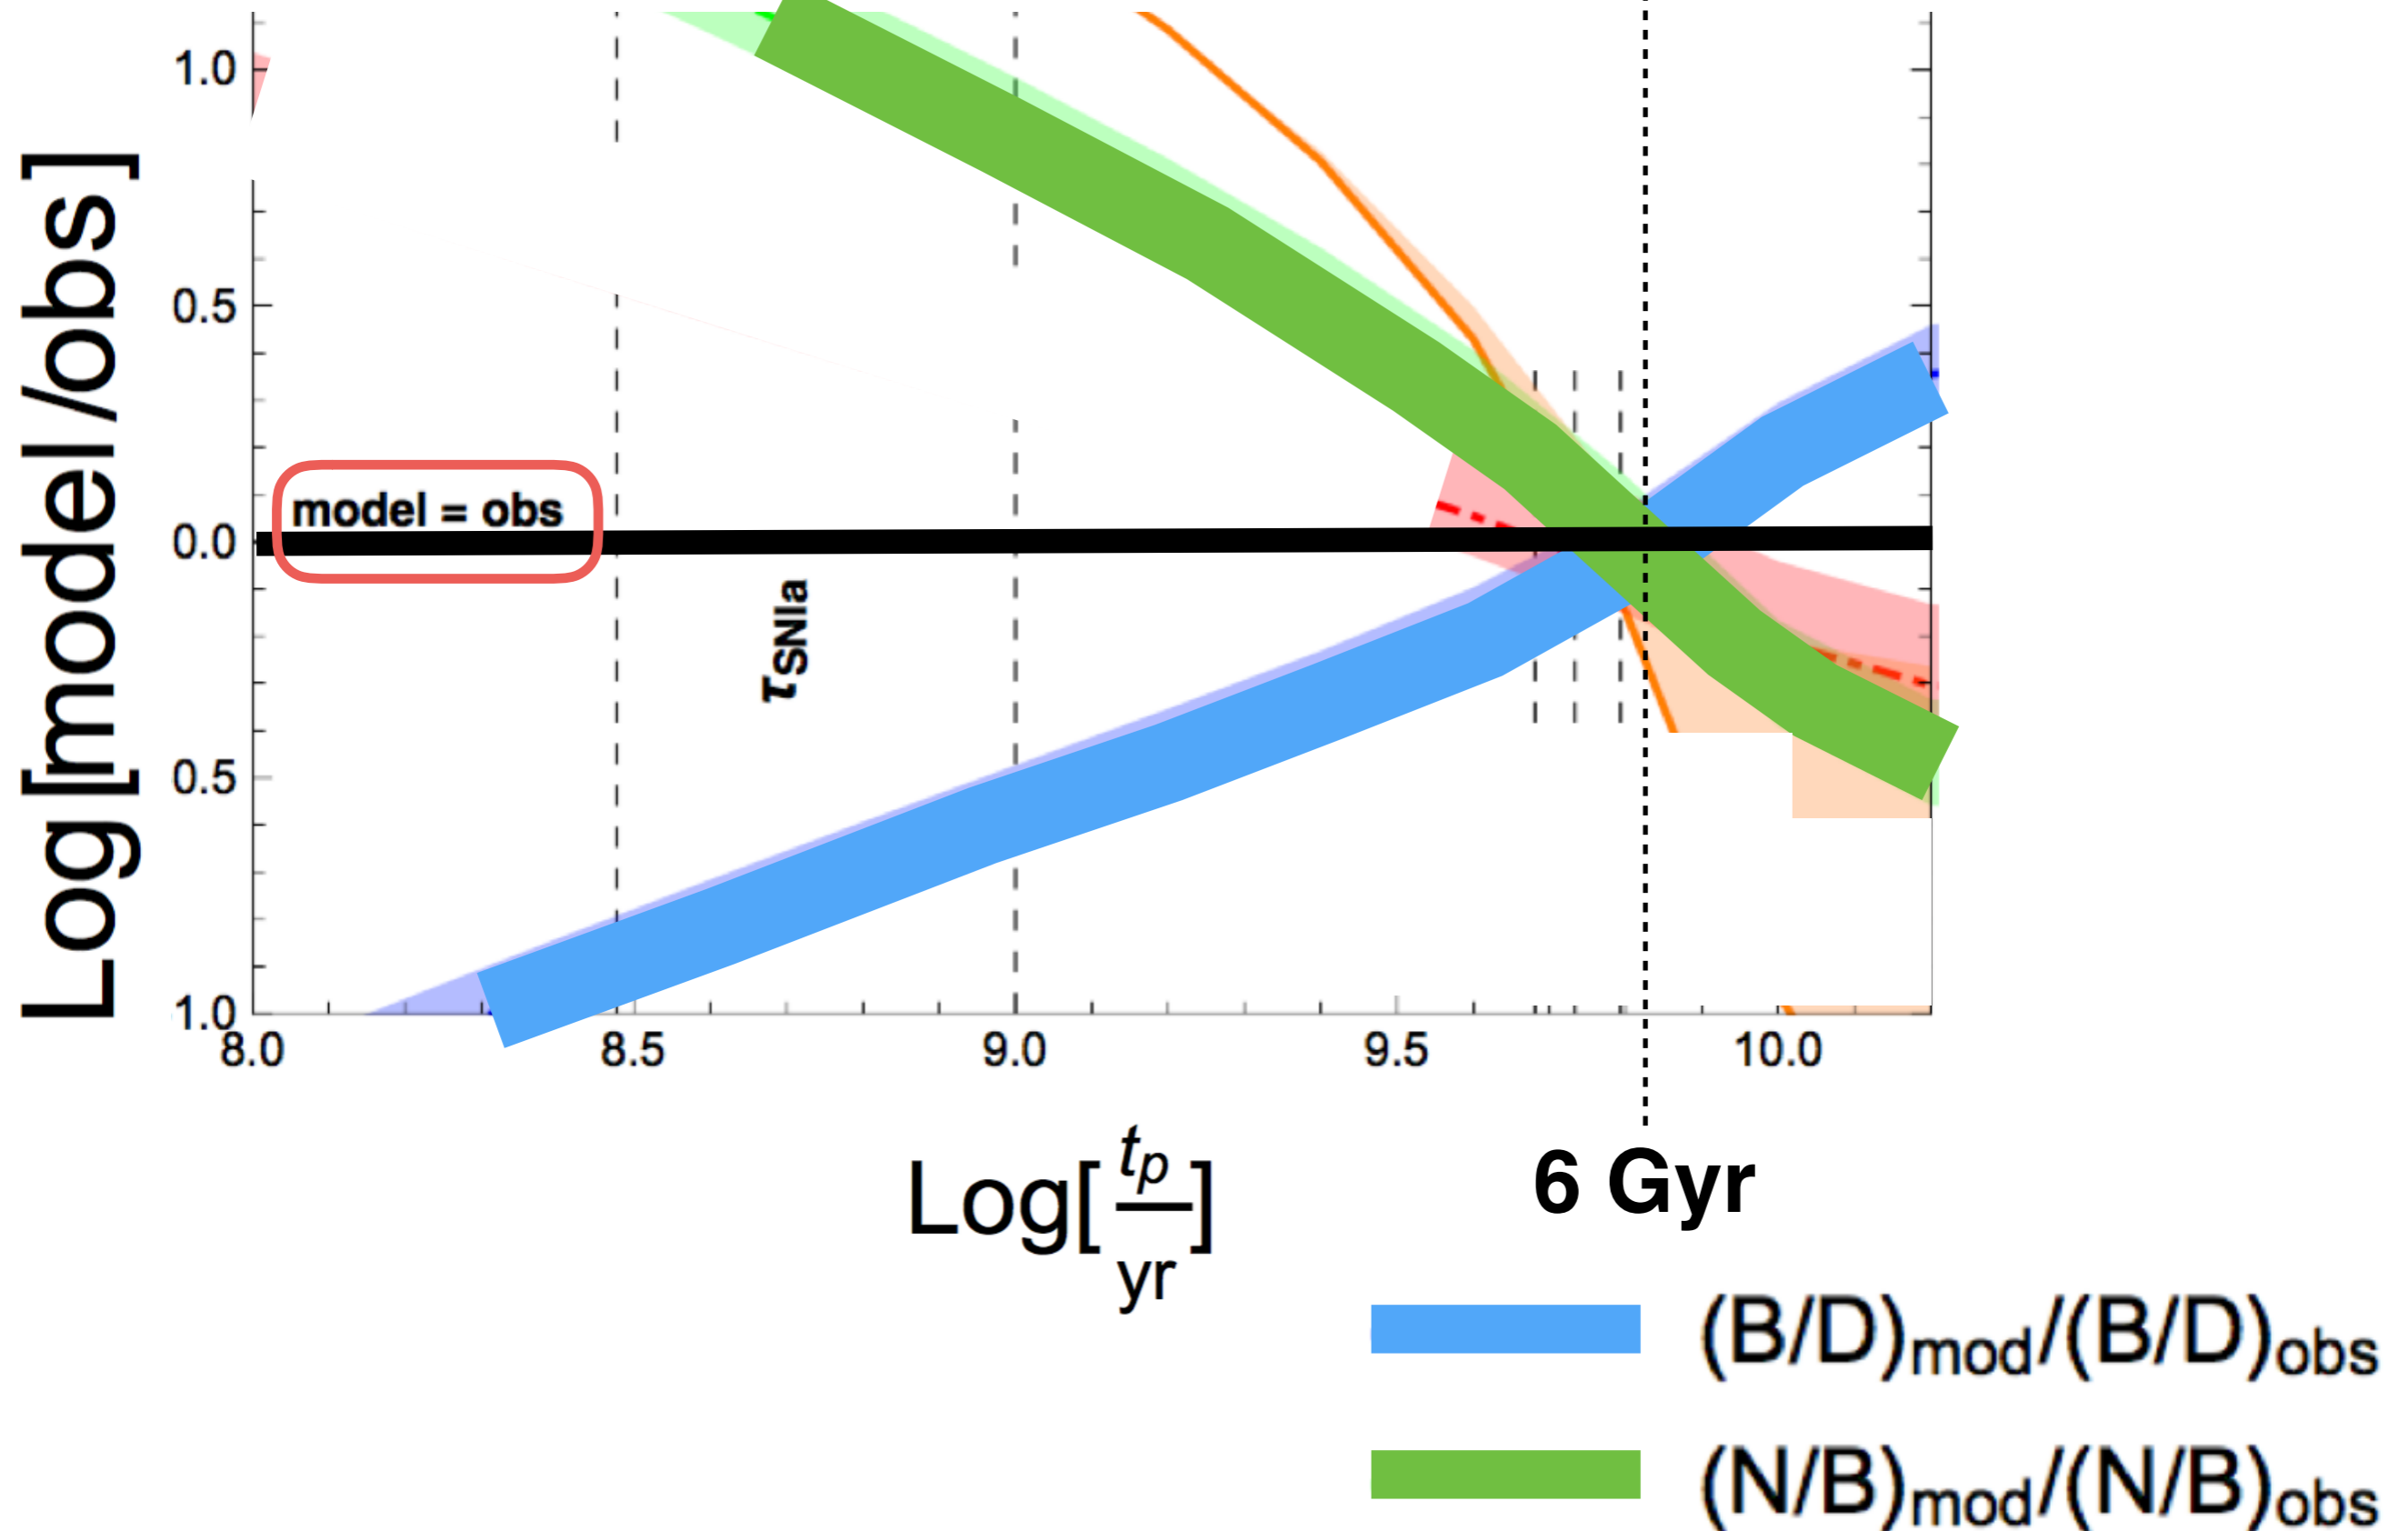 Log[model/obs]
1.0
0.5
0.0
0.5
1.0
model = obs
τSNIa
8.0 8.5 9.0 9.5 10.0
Log[tp/yr]
6 Gyr
(B/D)mod/(B/D)obs
(N/B)mod/(N/B)obs